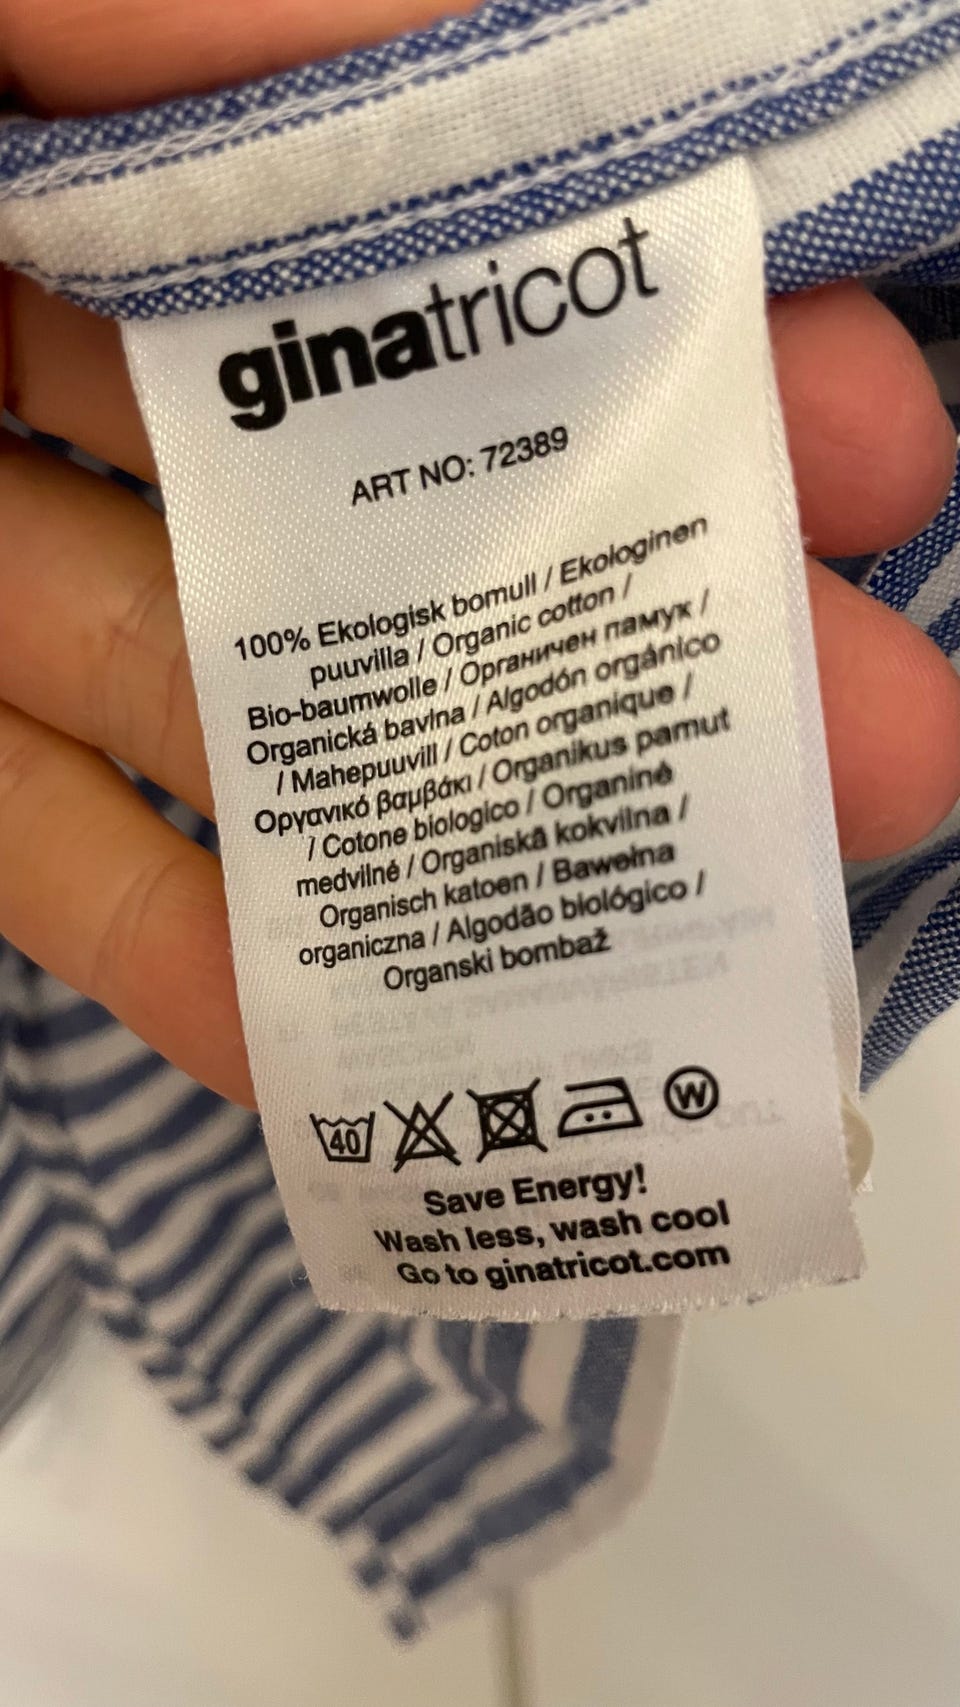 ginatricot
ART NO: 72389
100% Ekologisk bomull / Ekologinen
puuvilla / Organic cotton /
Bio-baumwolle / Органичен памук /
Organická bavlna / Algodón orgánico
/ Mahepuuvill / Coton organique /
Οργανικό βαμβάκι / Organikus pamut
/ Cotone biologico / Organinė
medvilnė / Organiskā kokvilna /
Organisch katoen / Bawełna
organiczna / Algodão biológico /
Organski bombaž
40
W
Save Energy!
Wash less, wash cool
Go to ginatricot.com